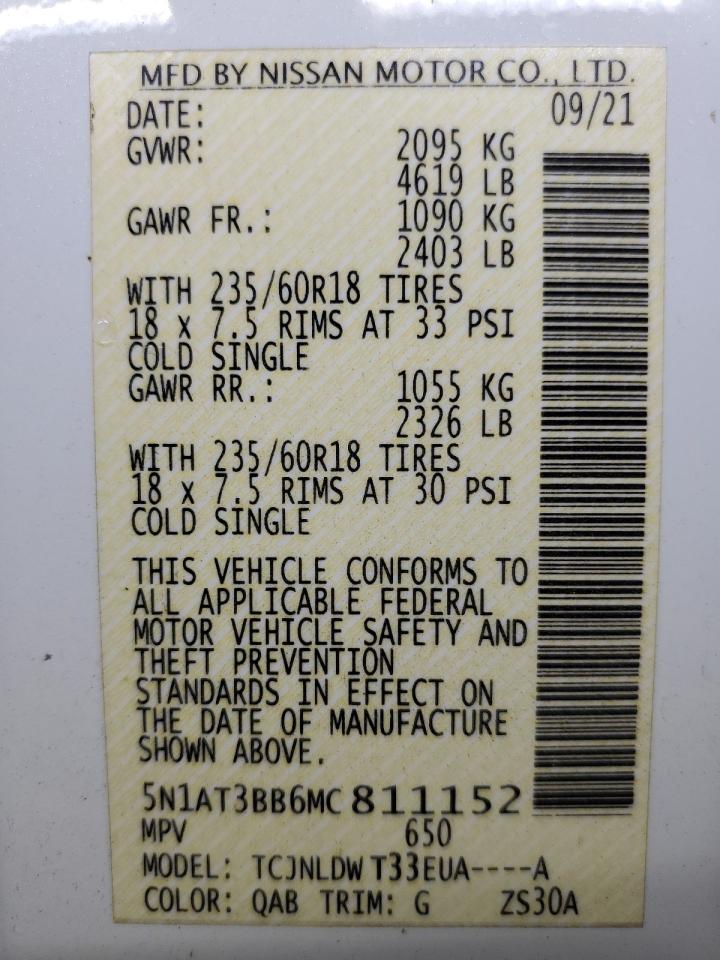 MFD BY NISSAN MOTOR CO., LTD.
DATE: 09/21
GVWR: 2095 KG
4619 LB
GAWR FR.: 1090 KG
2403 LB
WITH 235/60R18 TIRES
18 x 7.5 RIMS AT 33 PSI
COLD SINGLE
GAWR RR.: 1055 KG
2326 LB
WITH 235/60R18 TIRES
18 x 7.5 RIMS AT 30 PSI
COLD SINGLE
THIS VEHICLE CONFORMS TO
ALL APPLICABLE FEDERAL
MOTOR VEHICLE SAFETY AND
THEFT PREVENTION
STANDARDS IN EFFECT ON
THE DATE OF MANUFACTURE
SHOWN ABOVE.
5N1AT3BB6MC811152
MPV 650
MODEL: TCJNLDW T33EUA----A
COLOR: QAB TRIM: G ZS30A